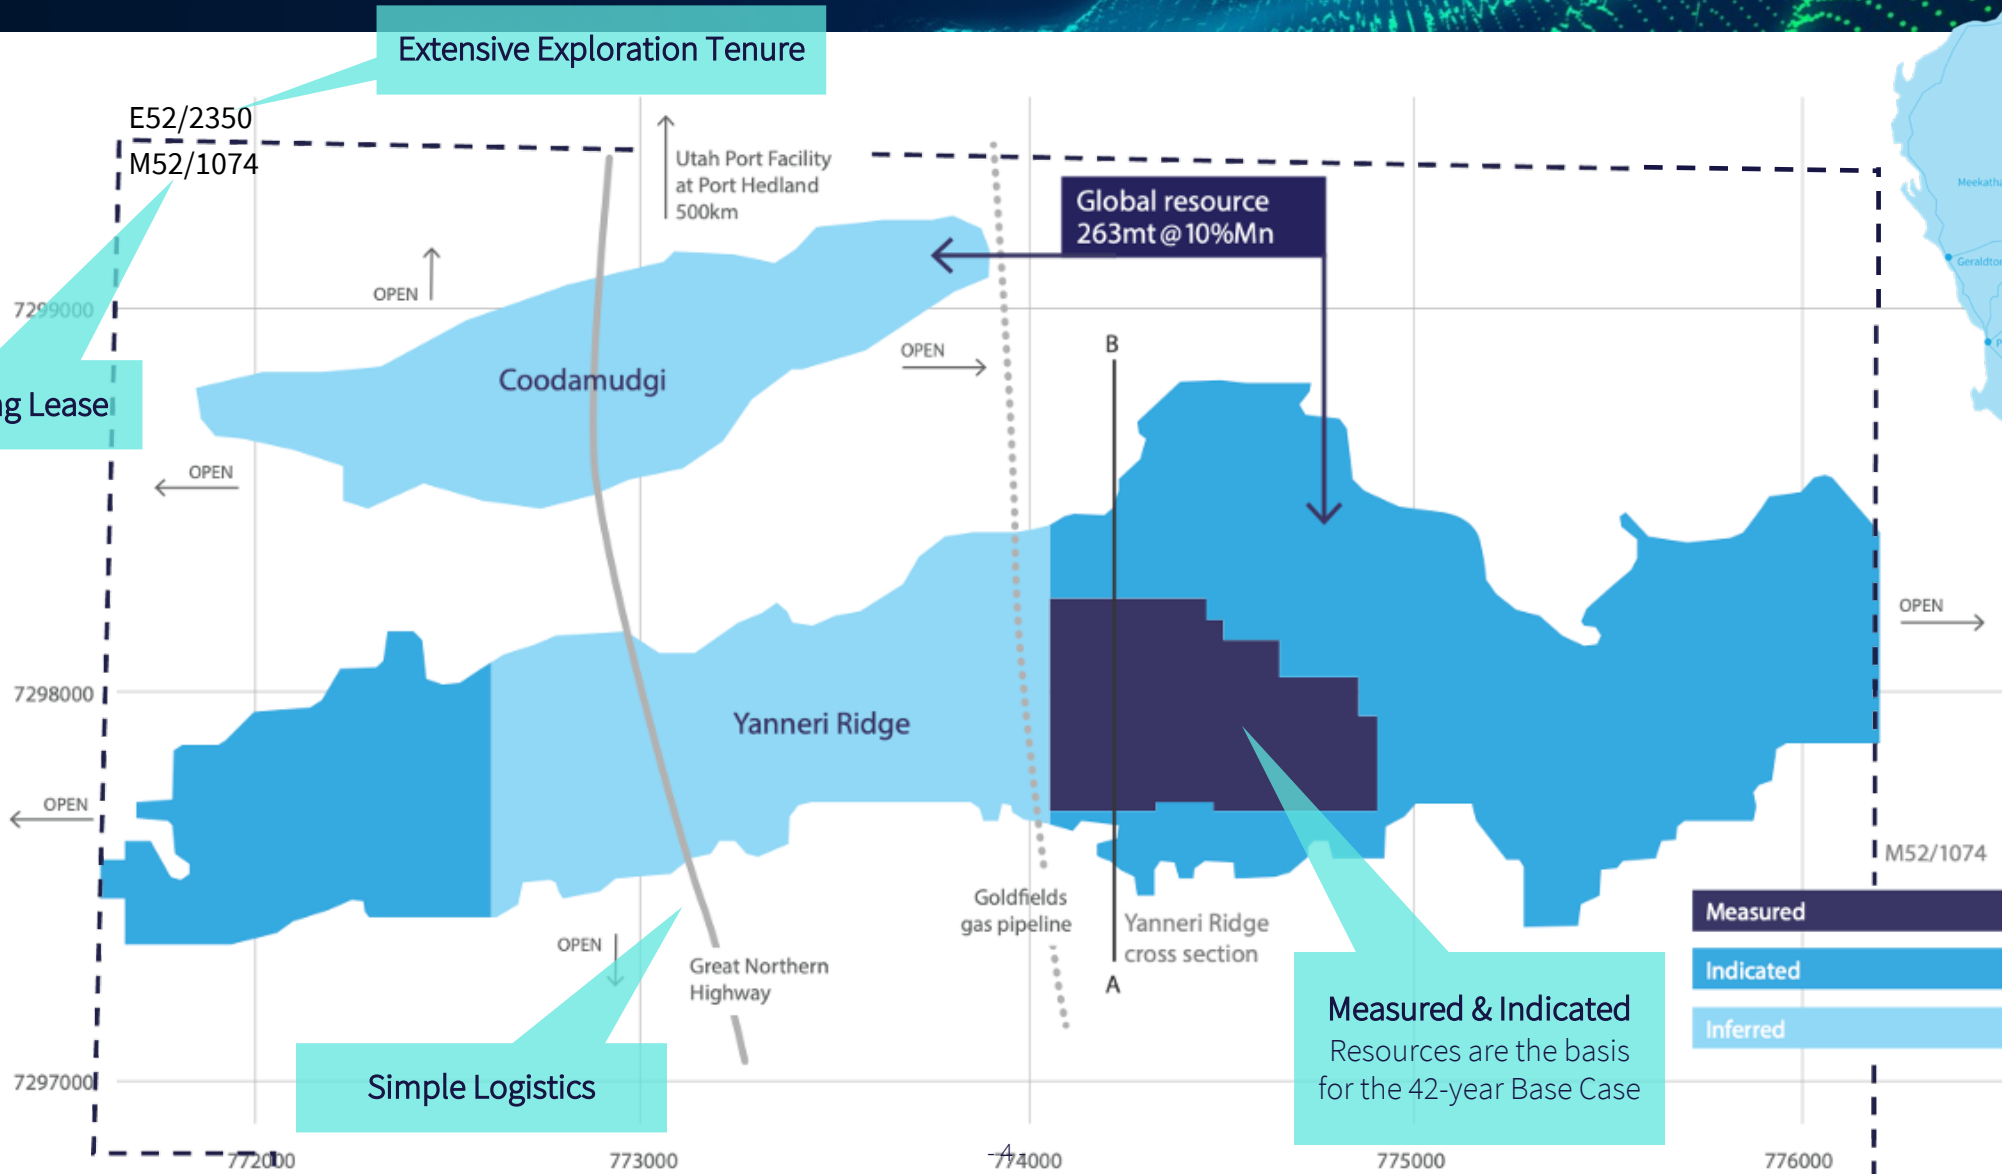 Extensive Exploration Tenure
E52/2350
M52/1074
Utah Port Facility
at Port Hedland
500km
Global resource
263mt@10%Mn
OPEN
7299000
OPEN
B
Coodamudgi
Lease
OPEN
OPEN
7298000
Yanneri Ridge
OPEN
M52/1074
Goldfields
gas pipeline
Yanneri Ridge
cross section
OPEN
Great Northern
Highway
A
Measured
Indicated
Inferred
Measured & Indicated
Resources are the basis
for the 42-year Base Case
Simple Logistics
7297000
772000
773000
-4-
774000
775000
776000